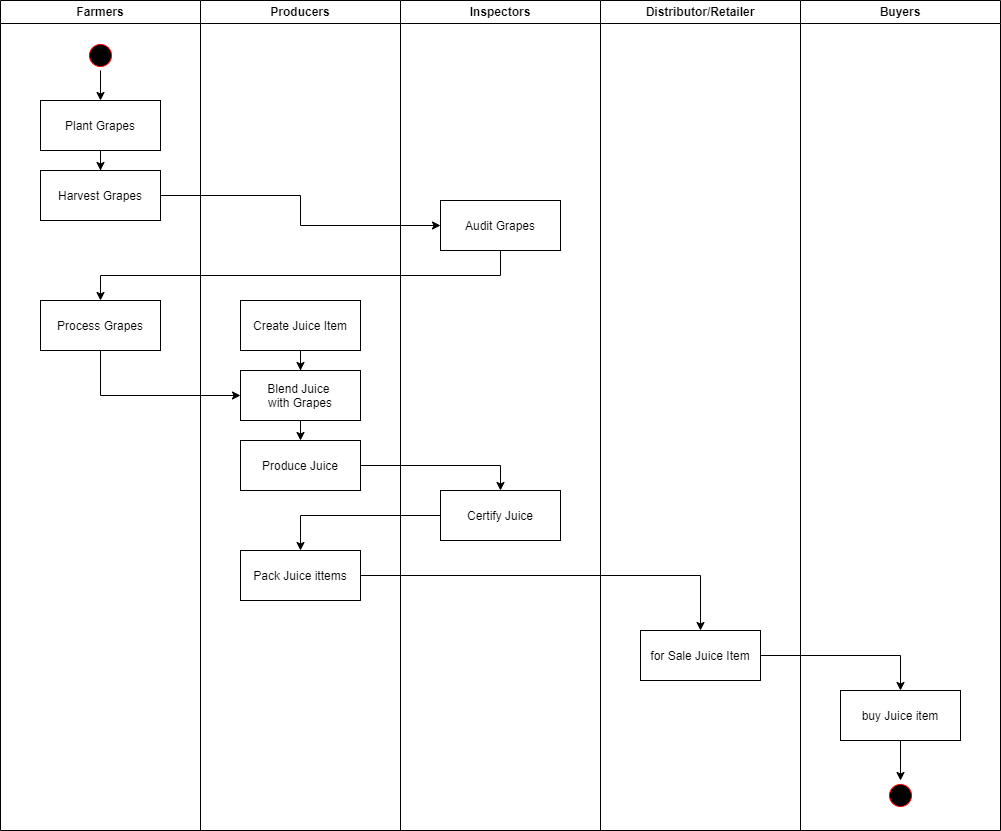 Farmers
Producers
Inspectors
Distributor/Retailer
Buyers
Plant Grapes
Harvest Grapes
Audit Grapes
Process Grapes
Create Juice Item
Blend Juice
with Grapes
Produce Juice
Certify Juice
Pack Juice ittems
for Sale Juice Item
buy Juice item